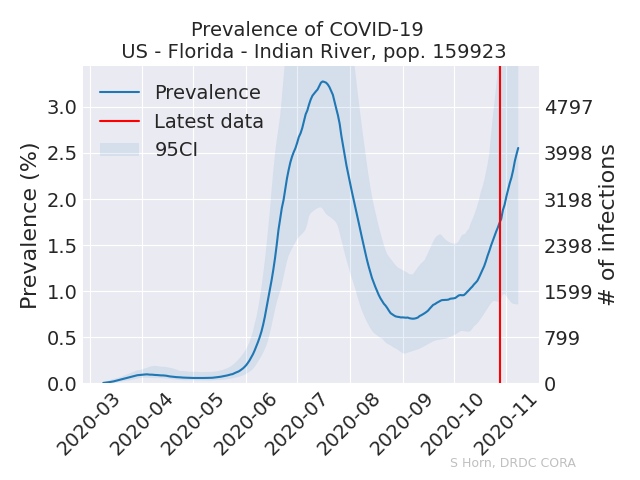 Prevalence of COVID-19
US - Florida - Indian River, pop. 159923
Prevalence
Latest data
95CI
Prevalence (%)
3.0
2.5
2.0
1.5
1.0
0.5
0.0
4797
3998
3198
2398
1599
799
0
# of infections
2020-03
2020-04
2020-05
2020-06
2020-07
2020-08
2020-09
2020-10
2020-11
S Horn, DRDC CORA